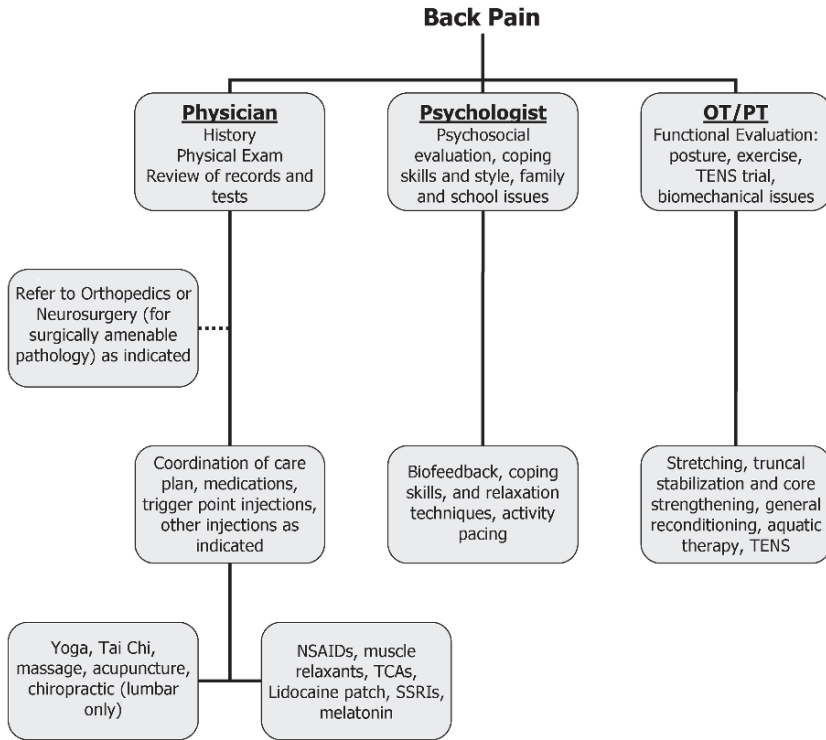 Back Pain
Physician
History
Physical Exam
Review of records and
tests
Psychologist
Psychosocial
evaluation, coping
skills and style, family
and school issues
OT/PT
Functional Evaluation:
posture, exercise,
TENS trial,
biomechanical issues
Refer to Orthopedics or
Neurosurgery (for
surgically amenable
pathology) as indicated
Coordination of care
plan, medications,
trigger point injections,
other injections as
indicated
Biofeedback, coping
skills, and relaxation
techniques, activity
pacing
Stretching, truncal
stabilization and core
strengthening, general
reconditioning, aquatic
therapy, TENS
Yoga, Tai Chi,
massage, acupuncture,
chiropractic (lumbar
only)
NSAIDs, muscle
relaxants, TCAs,
Lidocaine patch, SSRIs,
melatonin